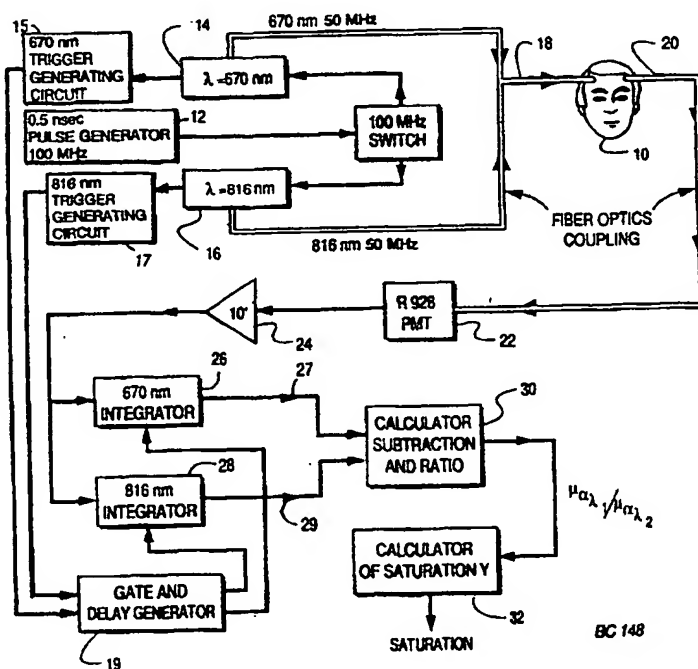 15
670 nm
TRIGGER
GENERATING
CIRCUIT
14
λ =670 nm
670 nm 50 MHz
18
20
10
0.5 nsec
PULSE GENERATOR
100 MHz
12
100 MHz
SWITCH
816 nm
TRIGGER
GENERATING
CIRCUIT
17
λ =816 nm
16
816 nm 50 MHz
FIBER OPTICS
COUPLING
24
R 928
PMT
22
26
670 nm
INTEGRATOR
27
28
816 nm
INTEGRATOR
29
30
CALCULATOR
SUBTRACTION
AND RATIO
μαλ1/μαλ2
CALCULATOR
OF SATURATION Y
32
SATURATION
GATE AND
DELAY GENERATOR
19
BC 148